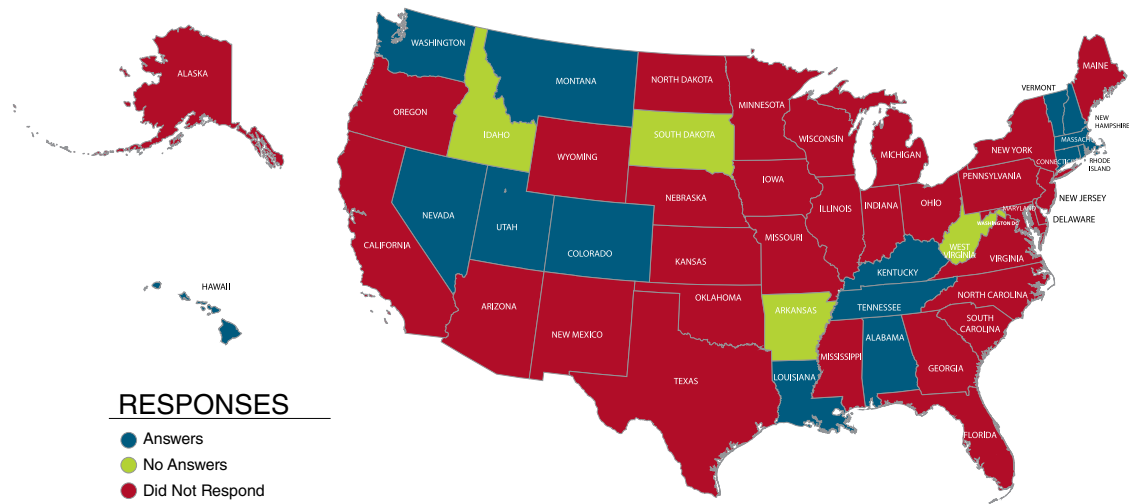 WASHINGTON
MONTANA
NORTH DAKOTA
MINNESOTA
MAINE
VERMONT
ALASKA
OREGON
IDAHO
SOUTH DAKOTA
WISCONSIN
MICHIGAN
NEW YORK
NEW
HAMPSHIRE
MASSACH
CONNECTICUT
RHODE
ISLAND
WYOMING
IOWA
NEBRASKA
PENNSYLVANIA
ILLINOIS
INDIANA
OHIO
NEW JERSEY
MARYLAND
WASHINGTON DC
DELAWARE
NEVADA
UTAH
COLORADO
CALIFORNIA
KANSAS
MISSOURI
WEST
VIRGINIA
VIRGINIA
KENTUCKY
HAWAII
ARIZONA
NEW MEXICO
OKLAHOMA
ARKANSAS
TENNESSEE
NORTH CAROLINA
SOUTH
CAROLINA
MISSISSIPPI
ALABAMA
GEORGIA
TEXAS
LOUISIANA
FLORIDA
RESPONSES
Answers
No Answers
Did Not Respond